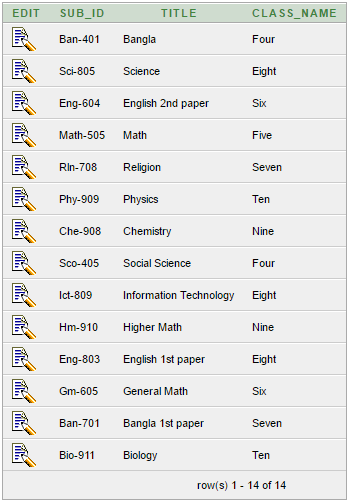 EDIT SUB_ID TITLE CLASS_NAME
Ban-401 Bangla Four
Sci-805 Science Eight
Eng-604 English 2nd paper Six
Math-505 Math Five
Rln-708 Religion Seven
Phy-909 Physics Ten
Che-908 Chemistry Nine
Sco-405 Social Science Four
Ict-809 Information Technology Eight
Hm-910 Higher Math Nine
Eng-803 English 1st paper Eight
Gm-605 General Math Six
Ban-701 Bangla 1st paper Seven
Bio-911 Biology Ten
row(s) 1 - 14 of 14